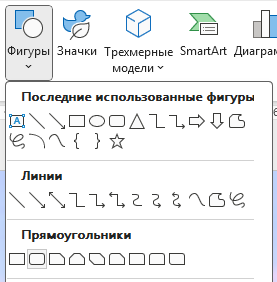 Фигуры Значки Трехмерные модели SmartArt Диаграм
Последние использованные фигуры
A
Линии
Прямоугольники